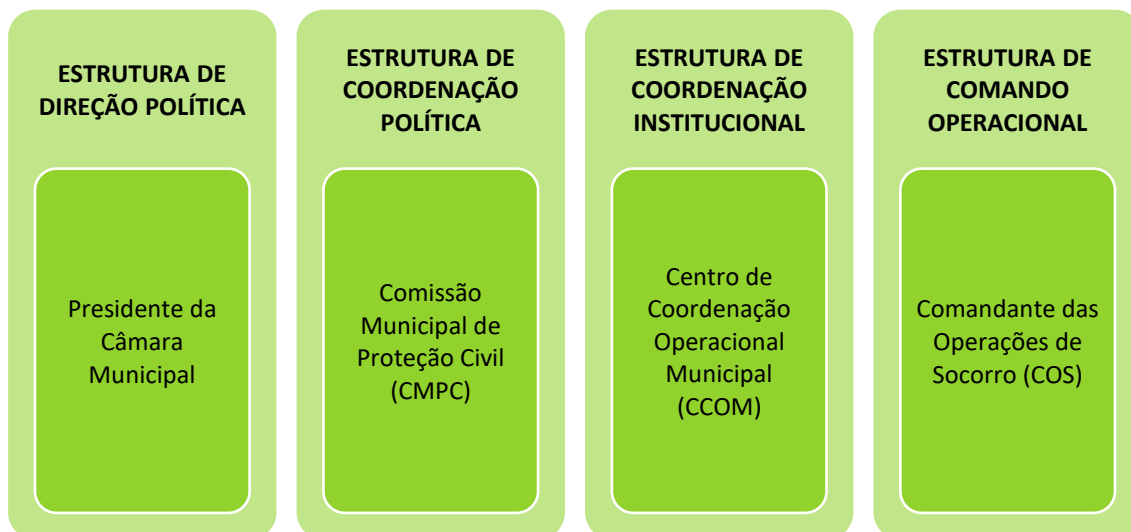 ESTRUTURA DE
DIREÇÃO POLÍTICA
Presidente da
Câmara
Municipal
ESTRUTURA DE
COORDENAÇÃO
POLÍTICA
Comissão
Municipal de
Proteção Civil
(CMPC)
ESTRUTURA DE
COORDENAÇÃO
INSTITUCIONAL
Centro de
Coordenação
Operacional
Municipal
(CCOM)
ESTRUTURA DE
COMANDO
OPERACIONAL
Comandante das
Operações de
Socorro (COS)